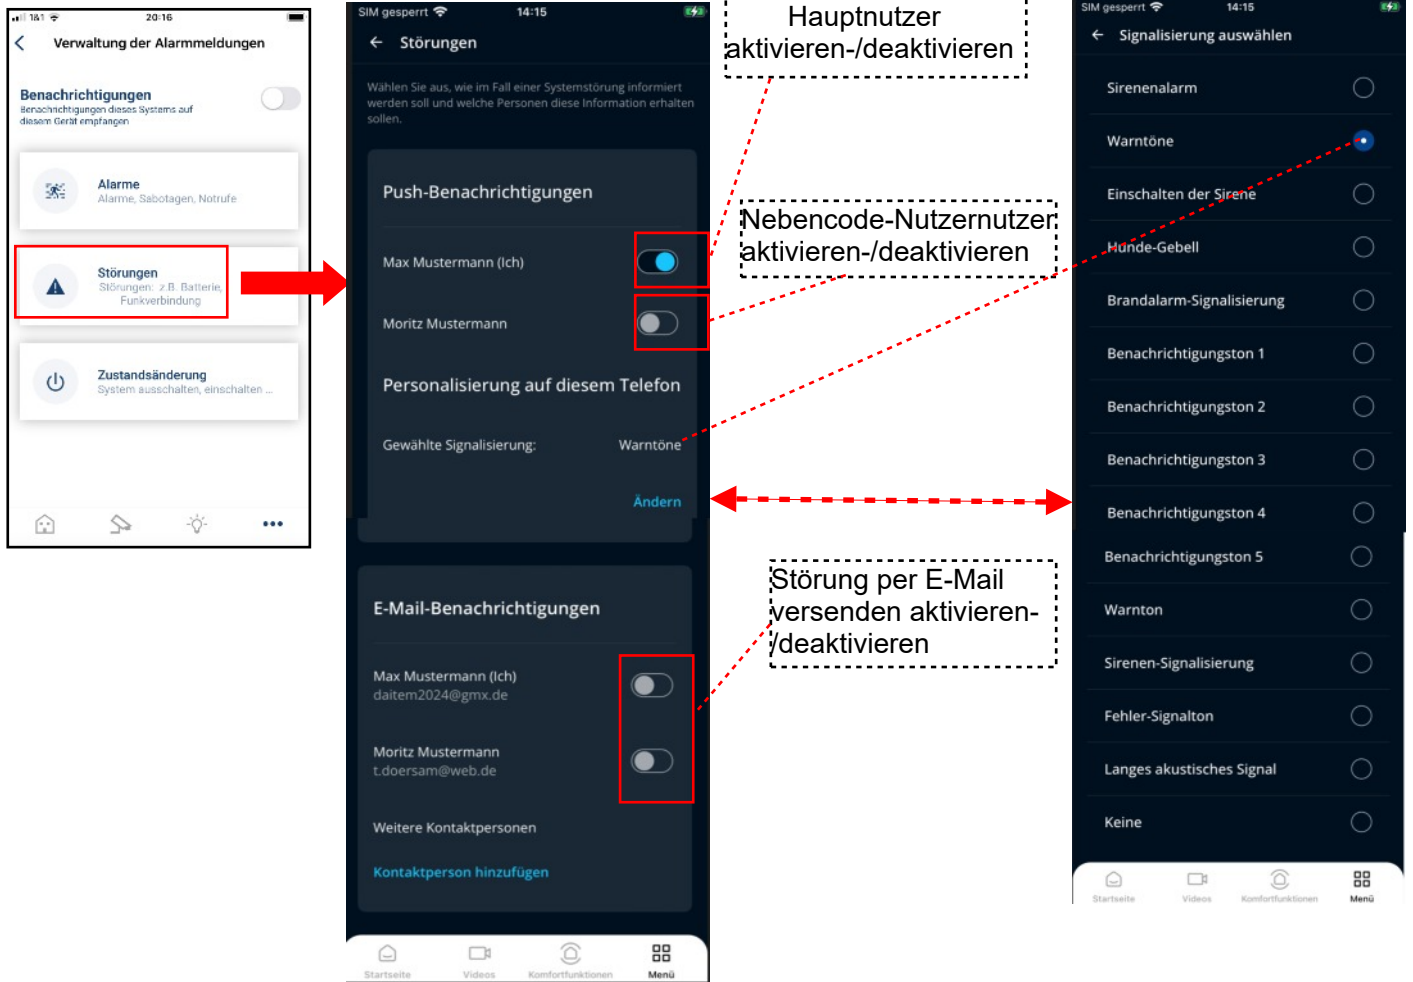 1&1
20:16
Verwaltung der Alarmmeldungen
Benachrichtigungen
Benachrichtigungen dieses Systems auf
diesem Gerät empfangen
Alarme
Alarme, Sabotagen, Notrufe
Störungen
Störungen: z.B. Batterie,
Funkverbindung
Zustandsänderung
System ausschalten, einschalten ...
SIM gesperrt
14:15
Störungen
Wählen Sie aus, wie im Fall einer Systemstörung informiert
werden soll und welche Personen diese Information erhalten
sollen.
Push-Benachrichtigungen
Max Mustermann (Ich)
Moritz Mustermann
Personalisierung auf diesem Telefon
Gewählte Signalisierung: Warntöne
Ändern
E-Mail-Benachrichtigungen
Max Mustermann (Ich)
daitem2024@gmx.de
Moritz Mustermann
t.doersam@web.de
Weitere Kontaktpersonen
Kontaktperson hinzufügen
Startseite Videos Komfortfunktionen Menü
Hauptnutzer
aktivieren-/deaktivieren
Nebencode-Nutzernutzer
aktivieren-/deaktivieren
Störung per E-Mail
versenden aktivieren-
/deaktivieren
SIM gesperrt
14:15
Signalisierung auswählen
Sirenenalarm
Warntöne
Einschalten der Sirene
Hunde-Gebell
Brandalarm-Signalisierung
Benachrichtigungston 1
Benachrichtigungston 2
Benachrichtigungston 3
Benachrichtigungston 4
Benachrichtigungston 5
Warnton
Sirenen-Signalisierung
Fehler-Signalton
Langes akustisches Signal
Keine
Startseite Videos Komfortfunktionen Menü